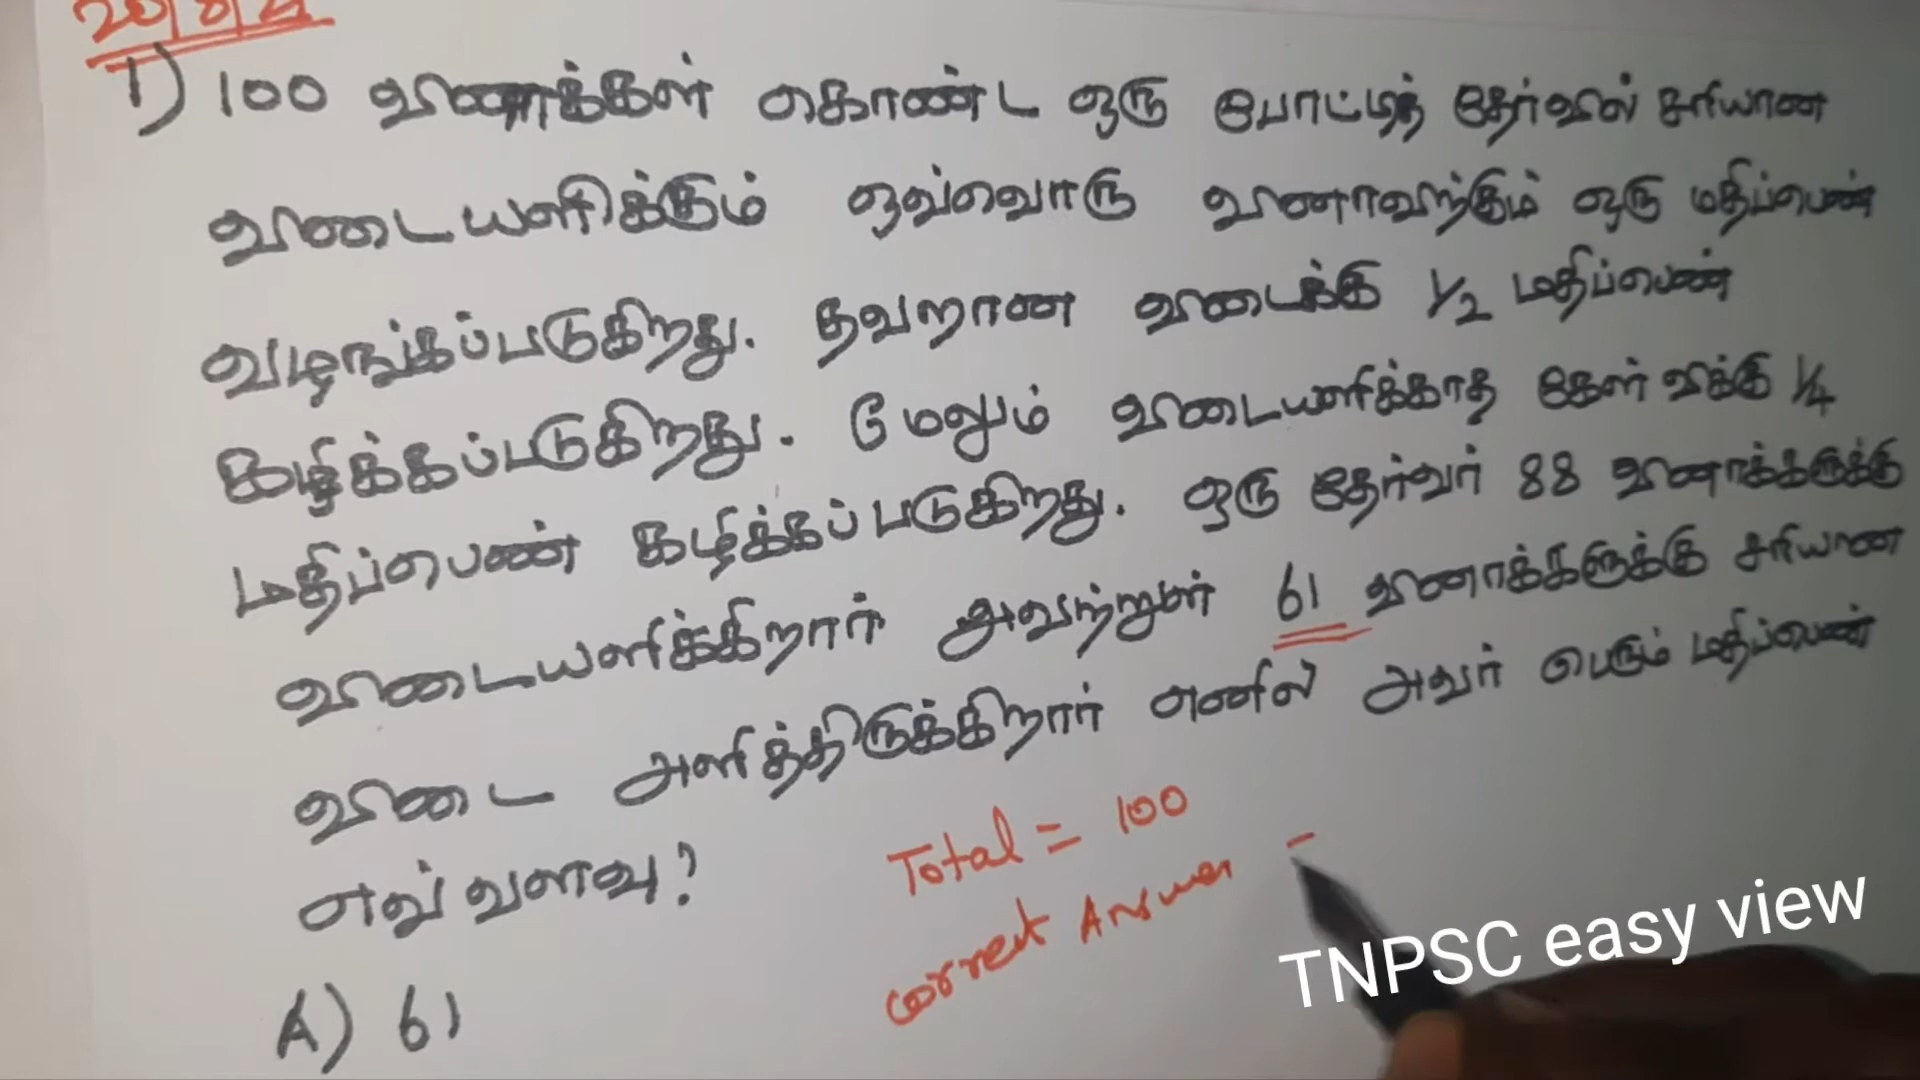 1) 100 வினாக்கள் கொண்ட ஒரு போட்டித் தேர்வில் சரியான
விடையளிக்கும் ஒவ்வொரு வினாவிற்கும் ஒரு மதிப்பெண்
வழங்கப்படுகிறது. தவறான விடைக்கு 1/2 மதிப்பெண்
கழிக்கப்படுகிறது. மேலும் விடையளிக்காத கேள்விக்கு 1/4
மதிப்பெண் கழிக்கப்படுகிறது. ஒரு தேர்வர் 88 வினாக்களுக்கு
விடையளிக்கிறார் அவற்றுள் 61 வினாக்களுக்கு சரியான
விடை அளித்திருக்கிறார் எனில் அவர் பெரும் மதிப்பெண்
எவ்வளவு?
Total = 100
correct Answer -
A) 61
TNPSC easy view